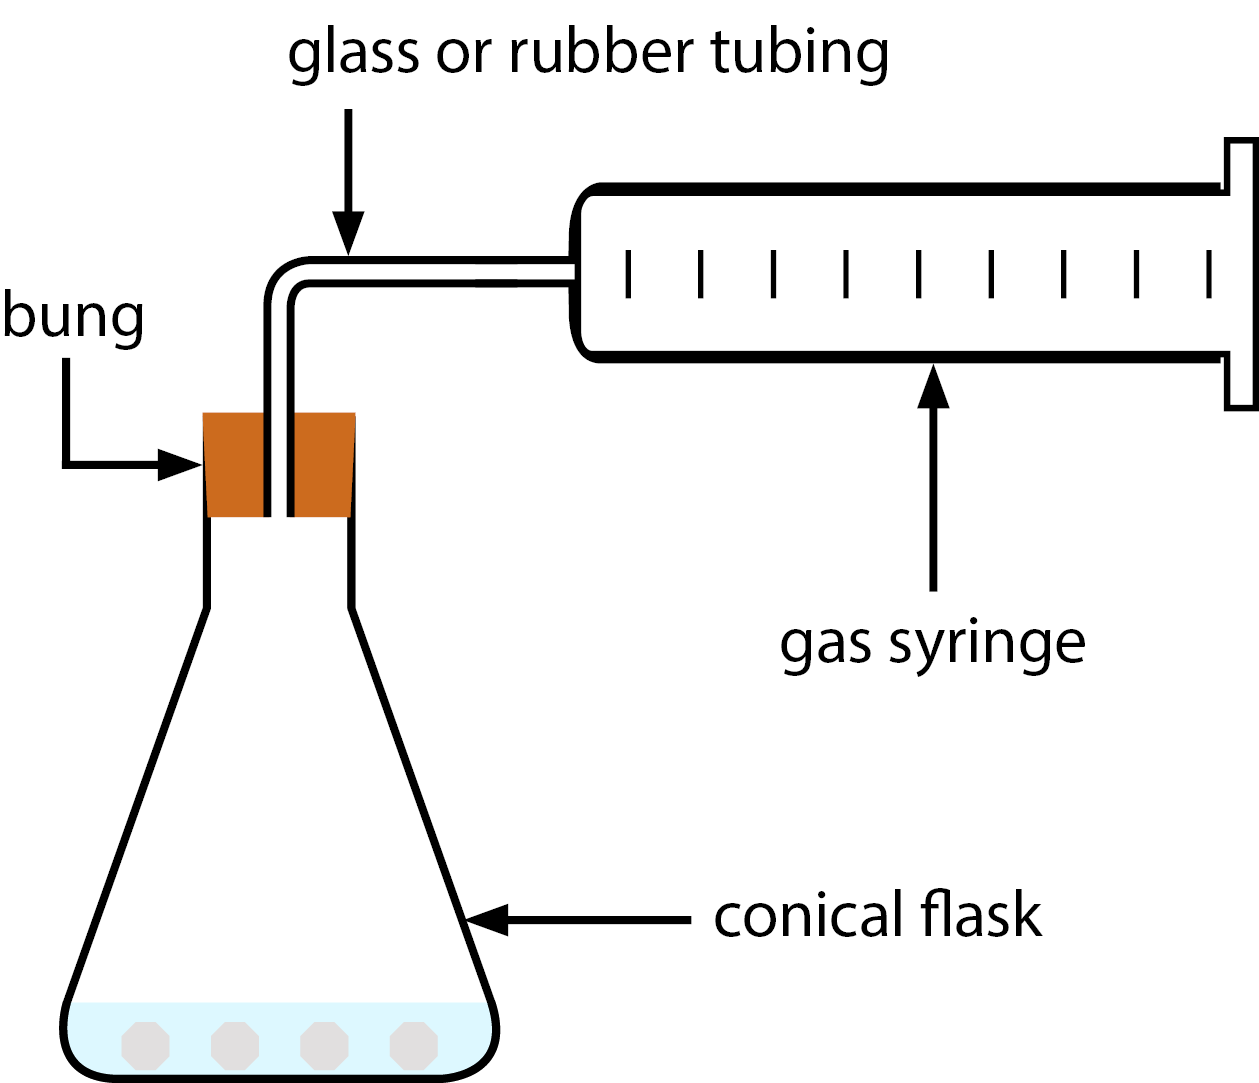 glass or rubber tubing
bung
gas syringe
conical flask